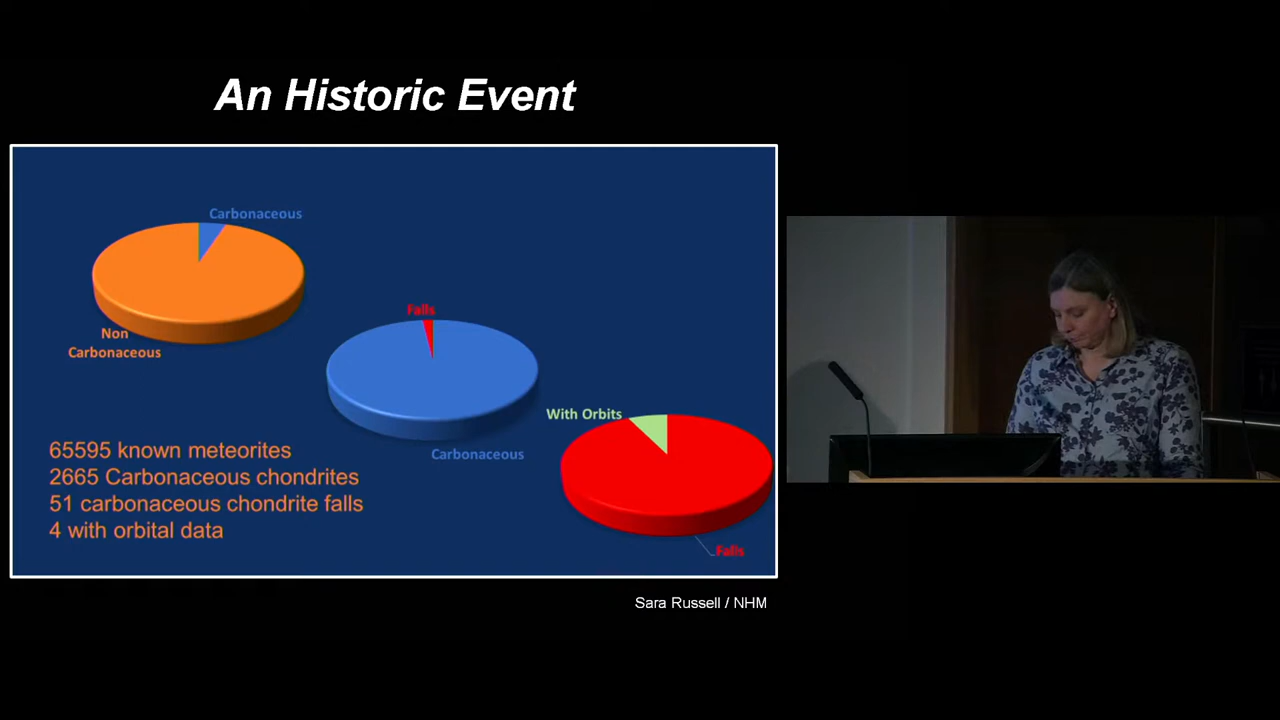 An Historic Event
Carbonaceous
Non
Carbonaceous
Falls
Carbonaceous
With Orbits
Falls
65595 known meteorites
2665 Carbonaceous chondrites
51 carbonaceous chondrite falls
4 with orbital data
Sara Russell / NHM